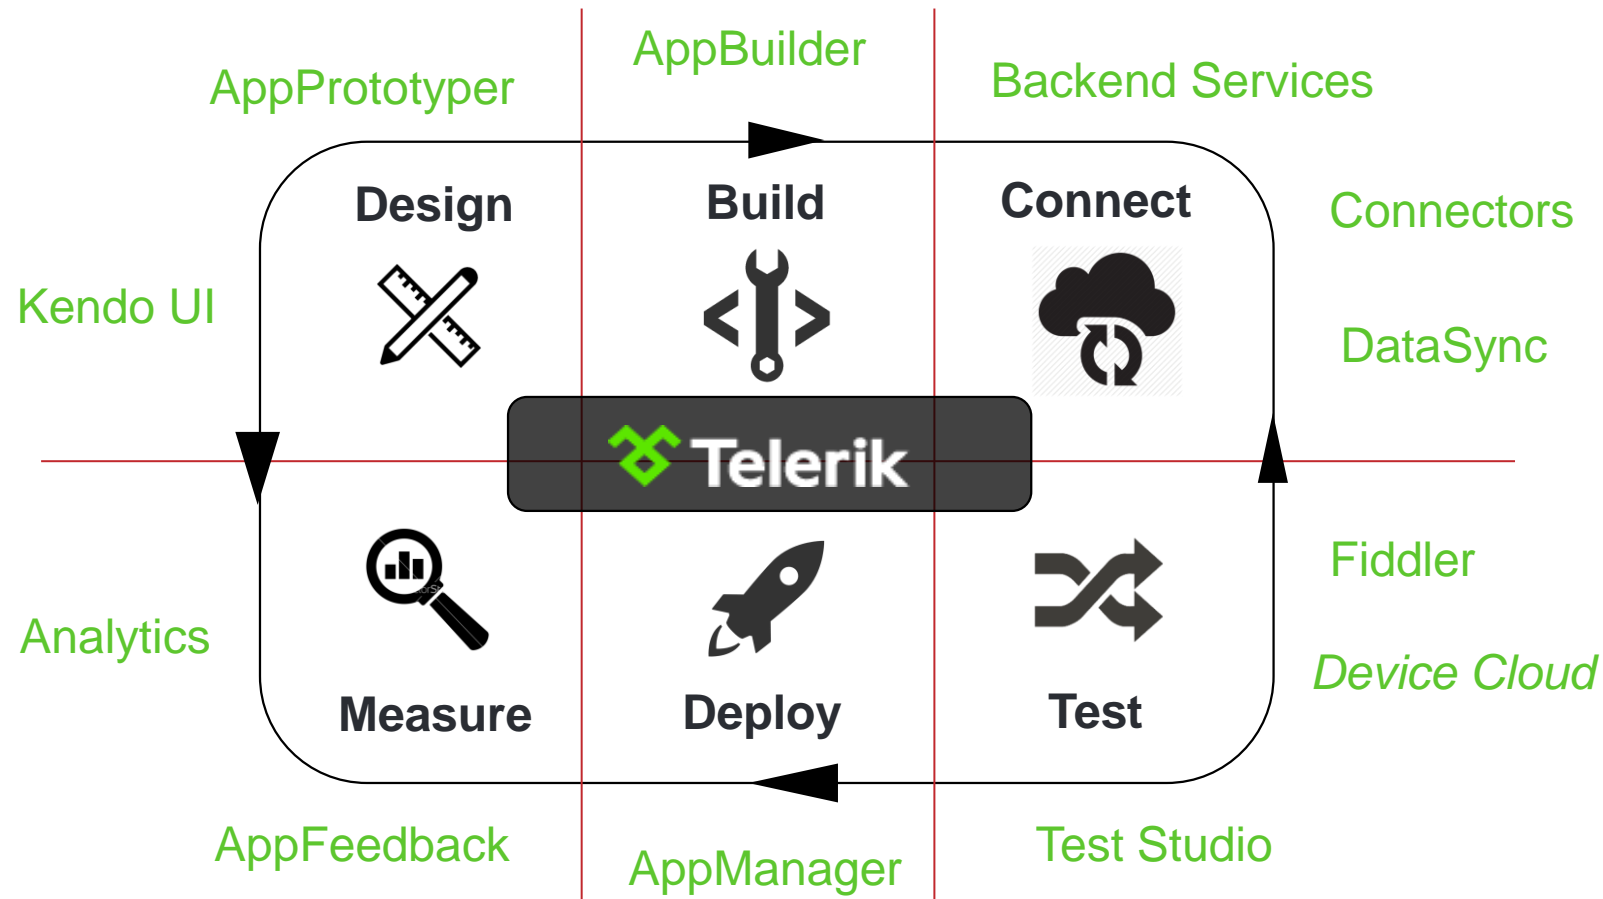 AppBuilder
AppPrototyper
Backend Services
Design
Build
Connect
Connectors
Kendo UI
DataSync
Telerik
Fiddler
Analytics
Device Cloud
Measure
Deploy
Test
AppFeedback
AppManager
Test Studio